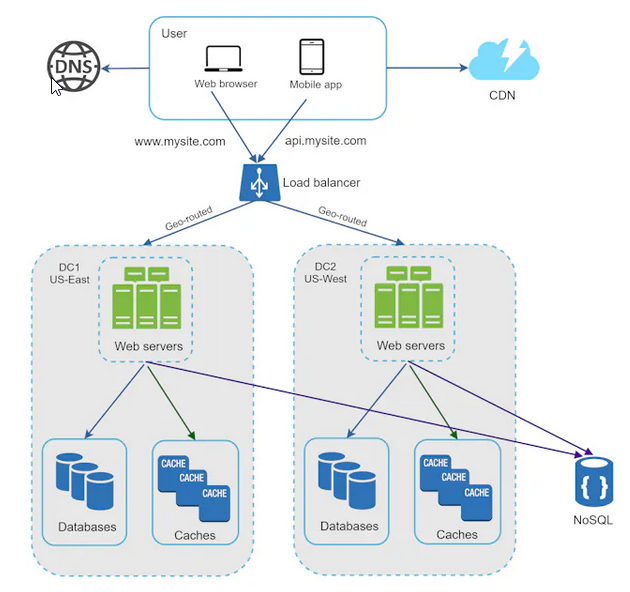 User
DNS
Web browser
Mobile app
CDN
www.mysite.com
api.mysite.com
Load balancer
Geo-routed
Geo-routed
DC1
US-East
Web servers
DC2
US-West
Web servers
Databases
CACHE
CACHE
CACHE
Caches
Databases
CACHE
CACHE
CACHE
Caches
{ }
NoSQL